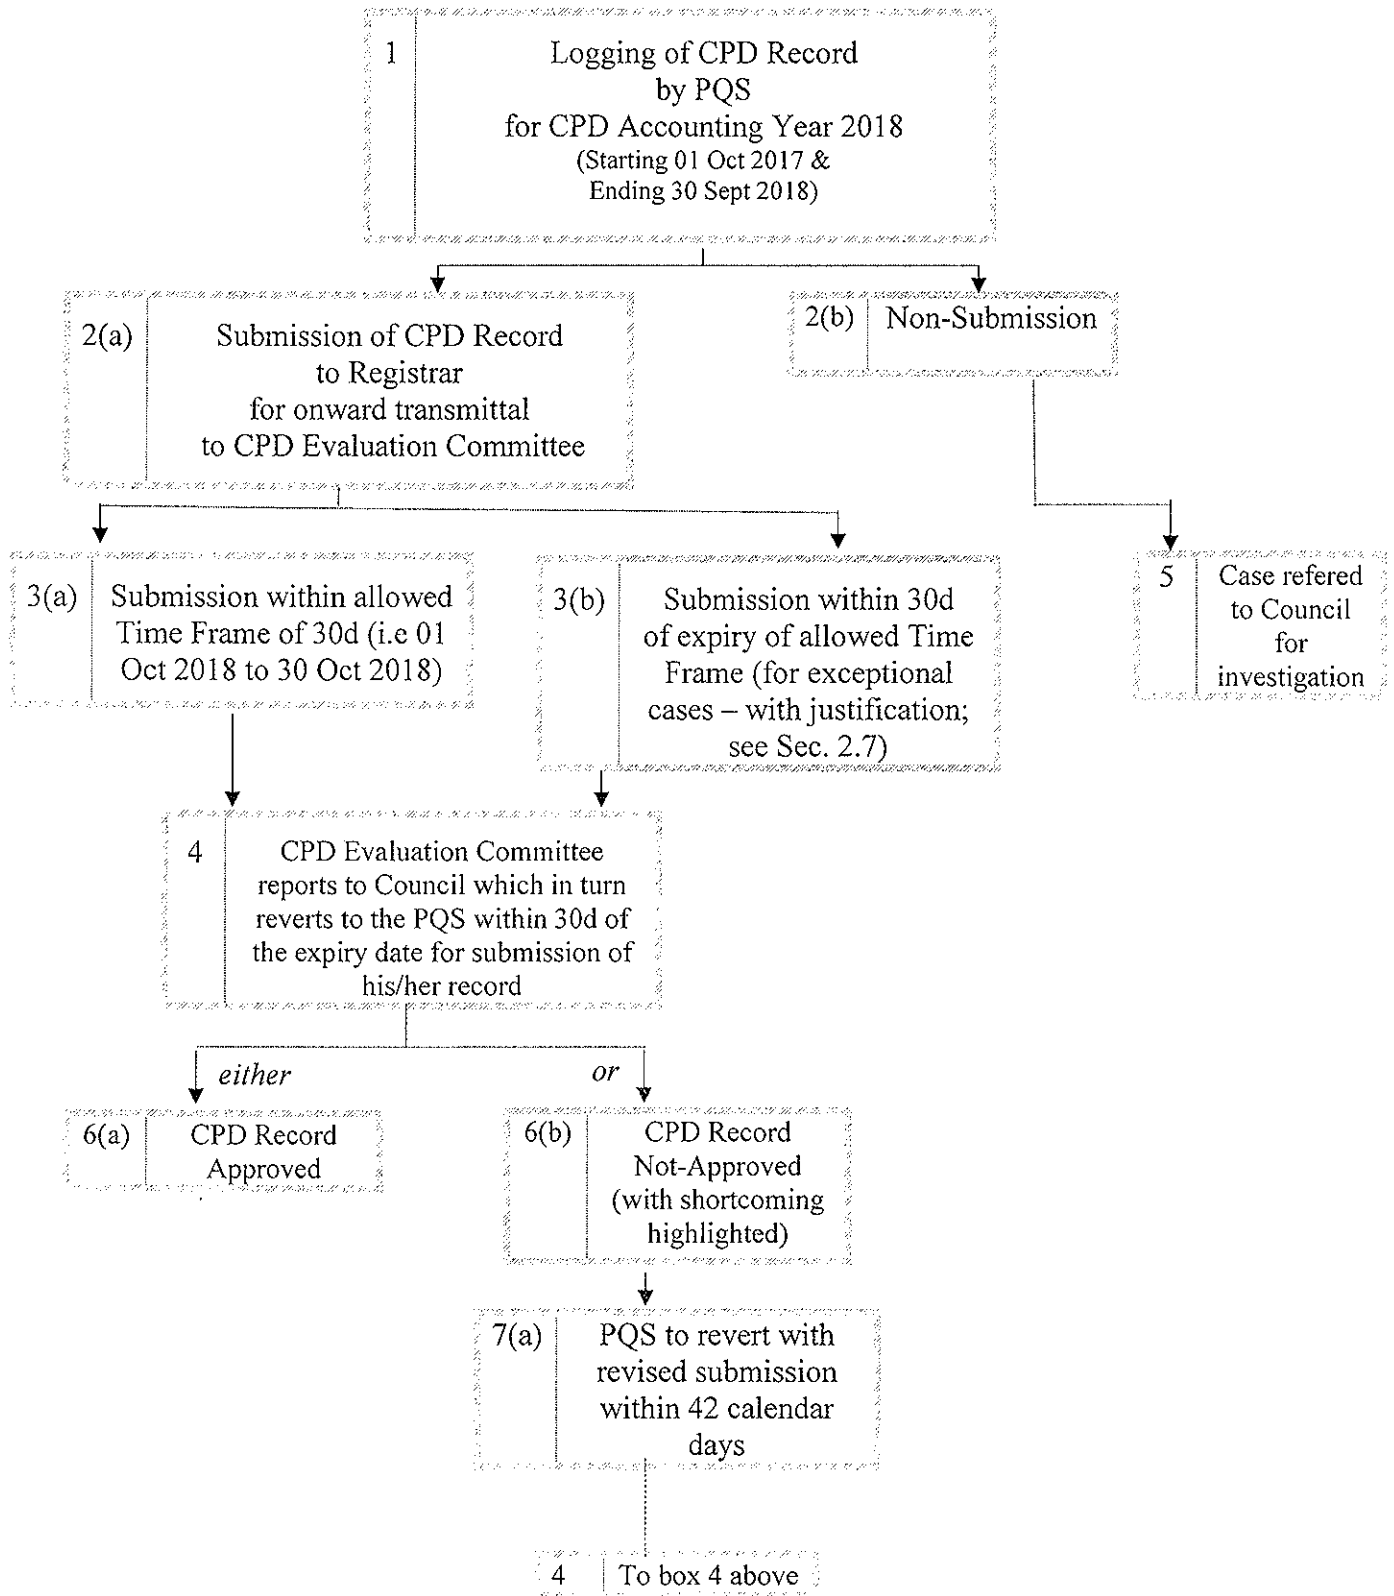 1
Logging of CPD Record
by PQS
for CPD Accounting Year 2018
(Starting 01 Oct 2017 &
Ending 30 Sept 2018)
2(a)
Submission of CPD Record
to Registrar
for onward transmittal
to CPD Evaluation Committee
2(b)
Non-Submission
3(a)
Submission within allowed
Time Frame of 30d (i.e 01
Oct 2018 to 30 Oct 2018)
3(b)
Submission within 30d
of expiry of allowed Time
Frame (for exceptional
cases – with justification;
see Sec. 2.7)
5
Case refered
to Council
for
investigation
4
CPD Evaluation Committee
reports to Council which in turn
reverts to the PQS within 30d of
the expiry date for submission of
his/her record
either
or
6(a)
CPD Record
Approved
6(b)
CPD Record
Not-Approved
(with shortcoming
highlighted)
7(a)
PQS to revert with
revised submission
within 42 calendar
days
4
To box 4 above